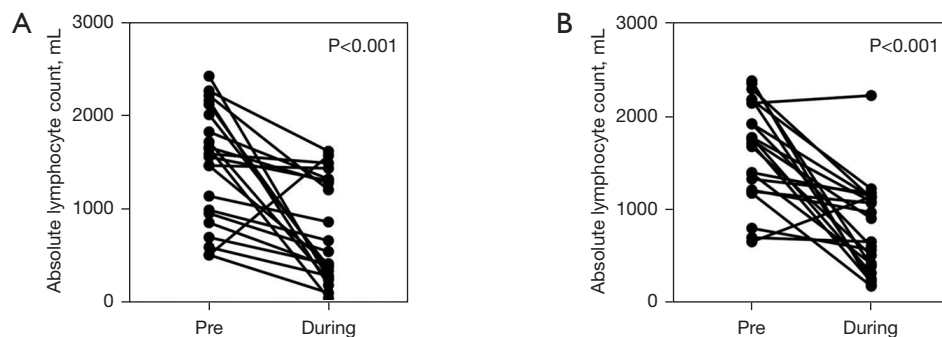 A
Absolute lymphocyte count, mL
3000
2000
1000
0
P<0.001
Pre
During
B
Absolute lymphocyte count, mL
3000
2000
1000
0
P<0.001
Pre
During